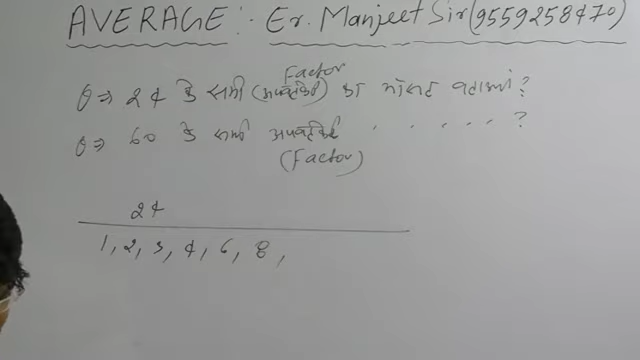 AVERAGE:- Er. Manjeet Sir (9559258470)
Factor
Q⇒ 24 के सभी (अपवर्तको) का औसत बताओ?
Q⇒ 60 के सभी अपवर्तको , , , , , , ?
(Factor)
24
1, 2, 3, 4, 6, 8,